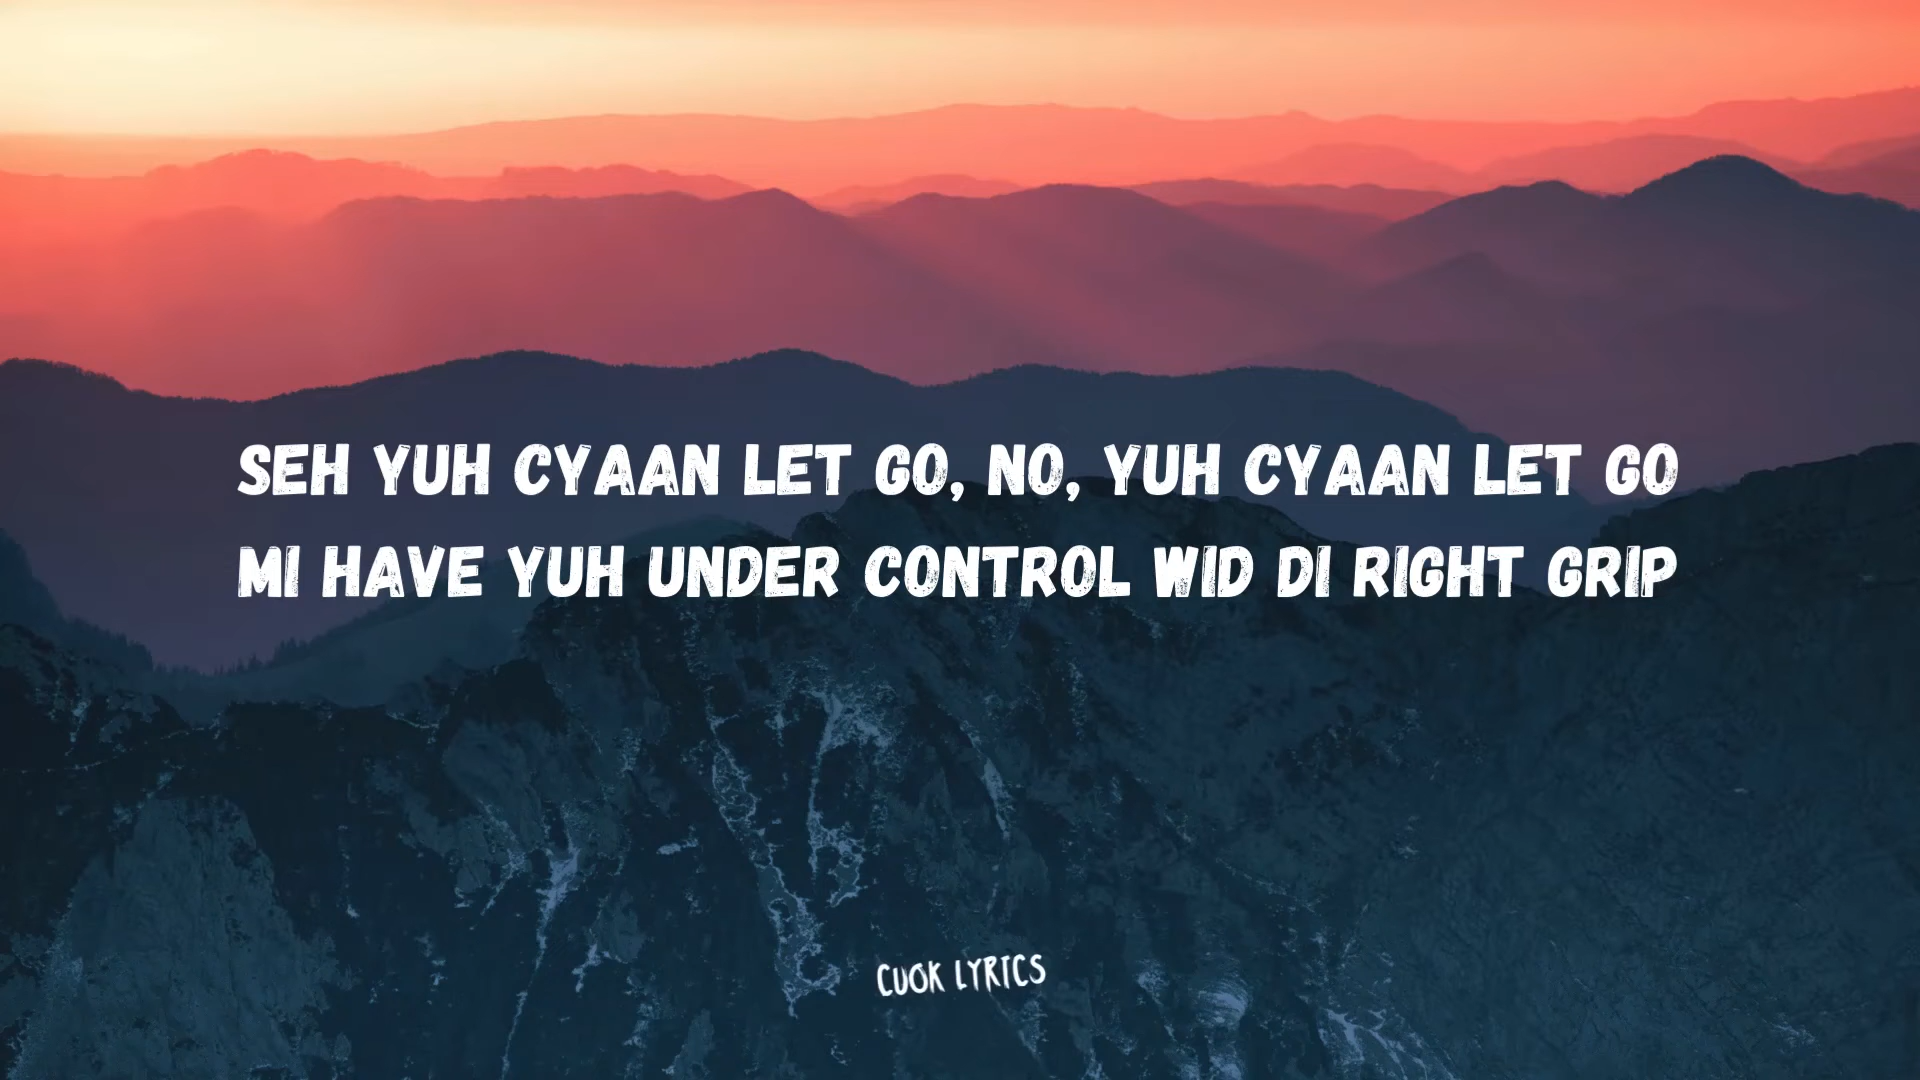 SEH YUH CYAAN LET GO, NO, YUH CYAAN LET GO
MI HAVE YUH UNDER CONTROL WID DI RIGHT GRIP
CUOK LYRICS